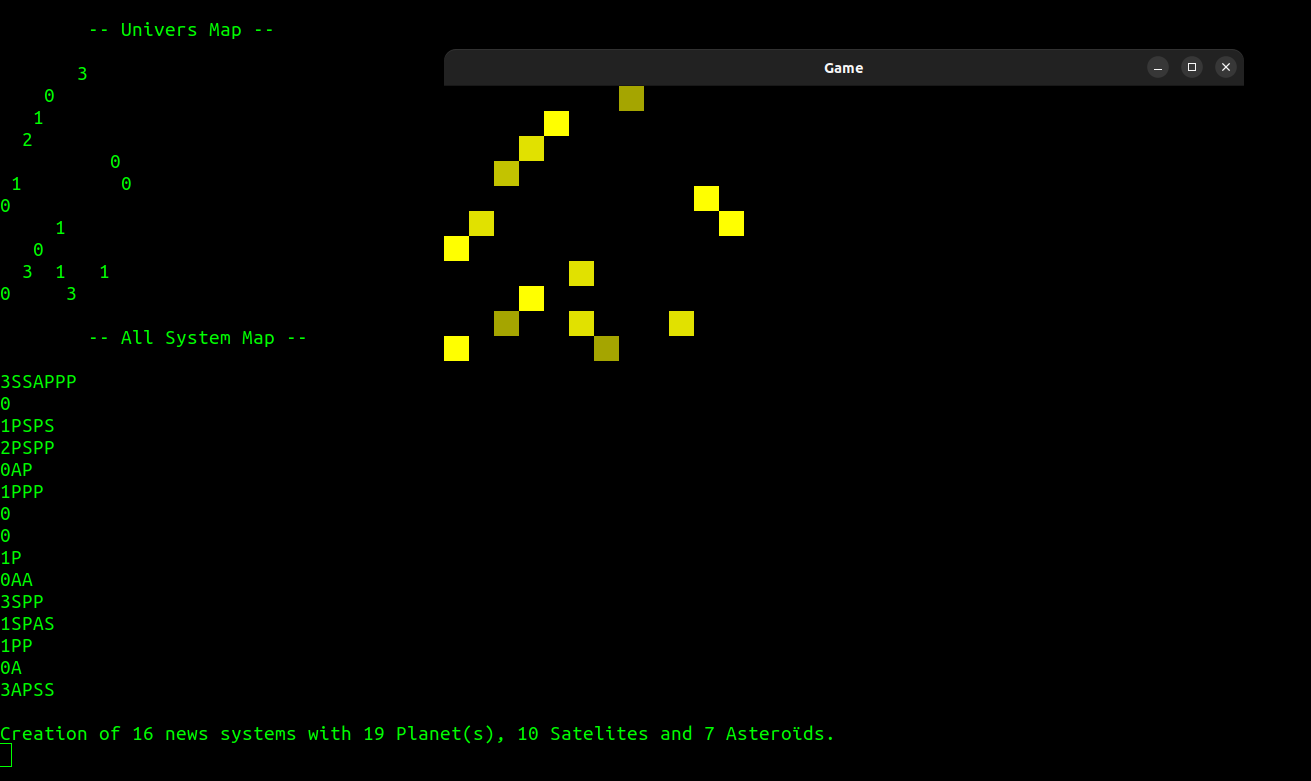 -- Univers Map --
Game
3
0
1
2
0
1 0
0
1
0
3 1 1
0 3
-- All System Map --
3SSAPPP
0
1PSPS
2PSPP
0AP
1PPP
0
0
1P
0AA
3SPP
1SPAS
1PP
0A
3APSS
Creation of 16 news systems with 19 Planet(s), 10 Satelites and 7 Asteroïds.